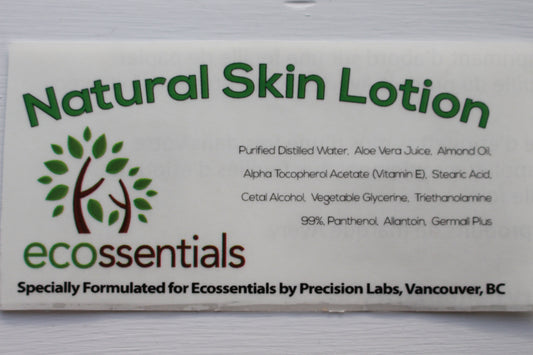 Natural Skin Lotion
Purified Distilled Water, Aloe Vera Juice, Almond Oil,
Alpha Tocopherol Acetate (Vitamin E), Stearic Acid,
Cetal Alcohol, Vegetable Glycerine, Triethanolamine
99%, Panthenol, Allantoin, Germall Plus
ecossentials
Specially Formulated for Ecossentials by Precision Labs, Vancouver, BC